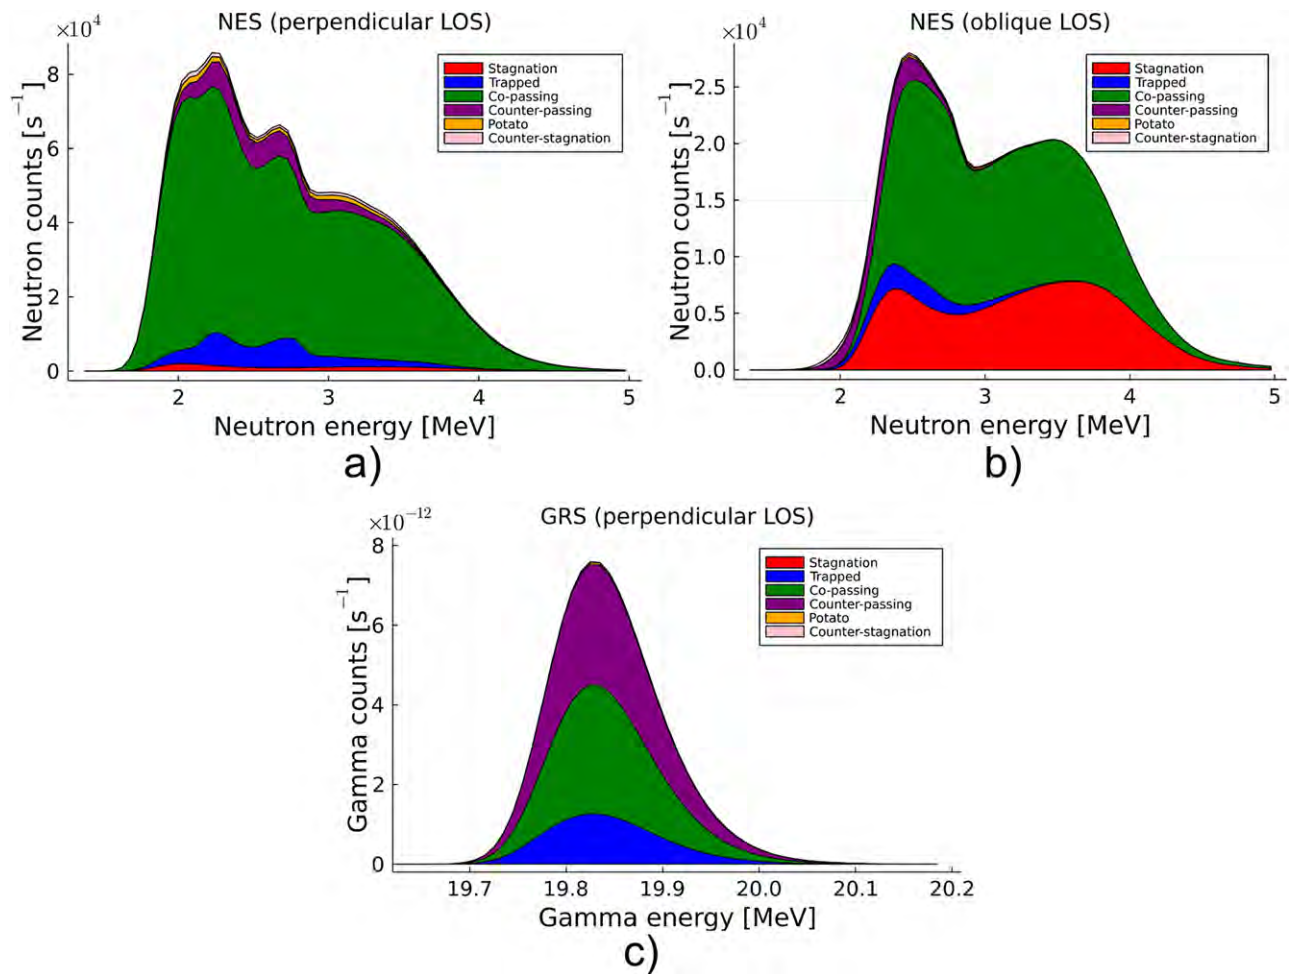 ×10⁴
NES (perpendicular LOS)
Neutron counts [s⁻¹]
8
6
4
2
0
Stagnation
Trapped
Co-passing
Counter-passing
Potato
Counter-stagnation
2 3 4 5
Neutron energy [MeV]
a)
×10⁴
NES (oblique LOS)
Neutron counts [s⁻¹]
2.5
2.0
1.5
1.0
0.5
0.0
Stagnation
Trapped
Co-passing
Counter-passing
Potato
Counter-stagnation
2 3 4 5
Neutron energy [MeV]
b)
×10⁻¹²
GRS (perpendicular LOS)
Gamma counts [s⁻¹]
8
6
4
2
0
Stagnation
Trapped
Co-passing
Counter-passing
Potato
Counter-stagnation
19.7 19.8 19.9 20.0 20.1 20.2
Gamma energy [MeV]
c)